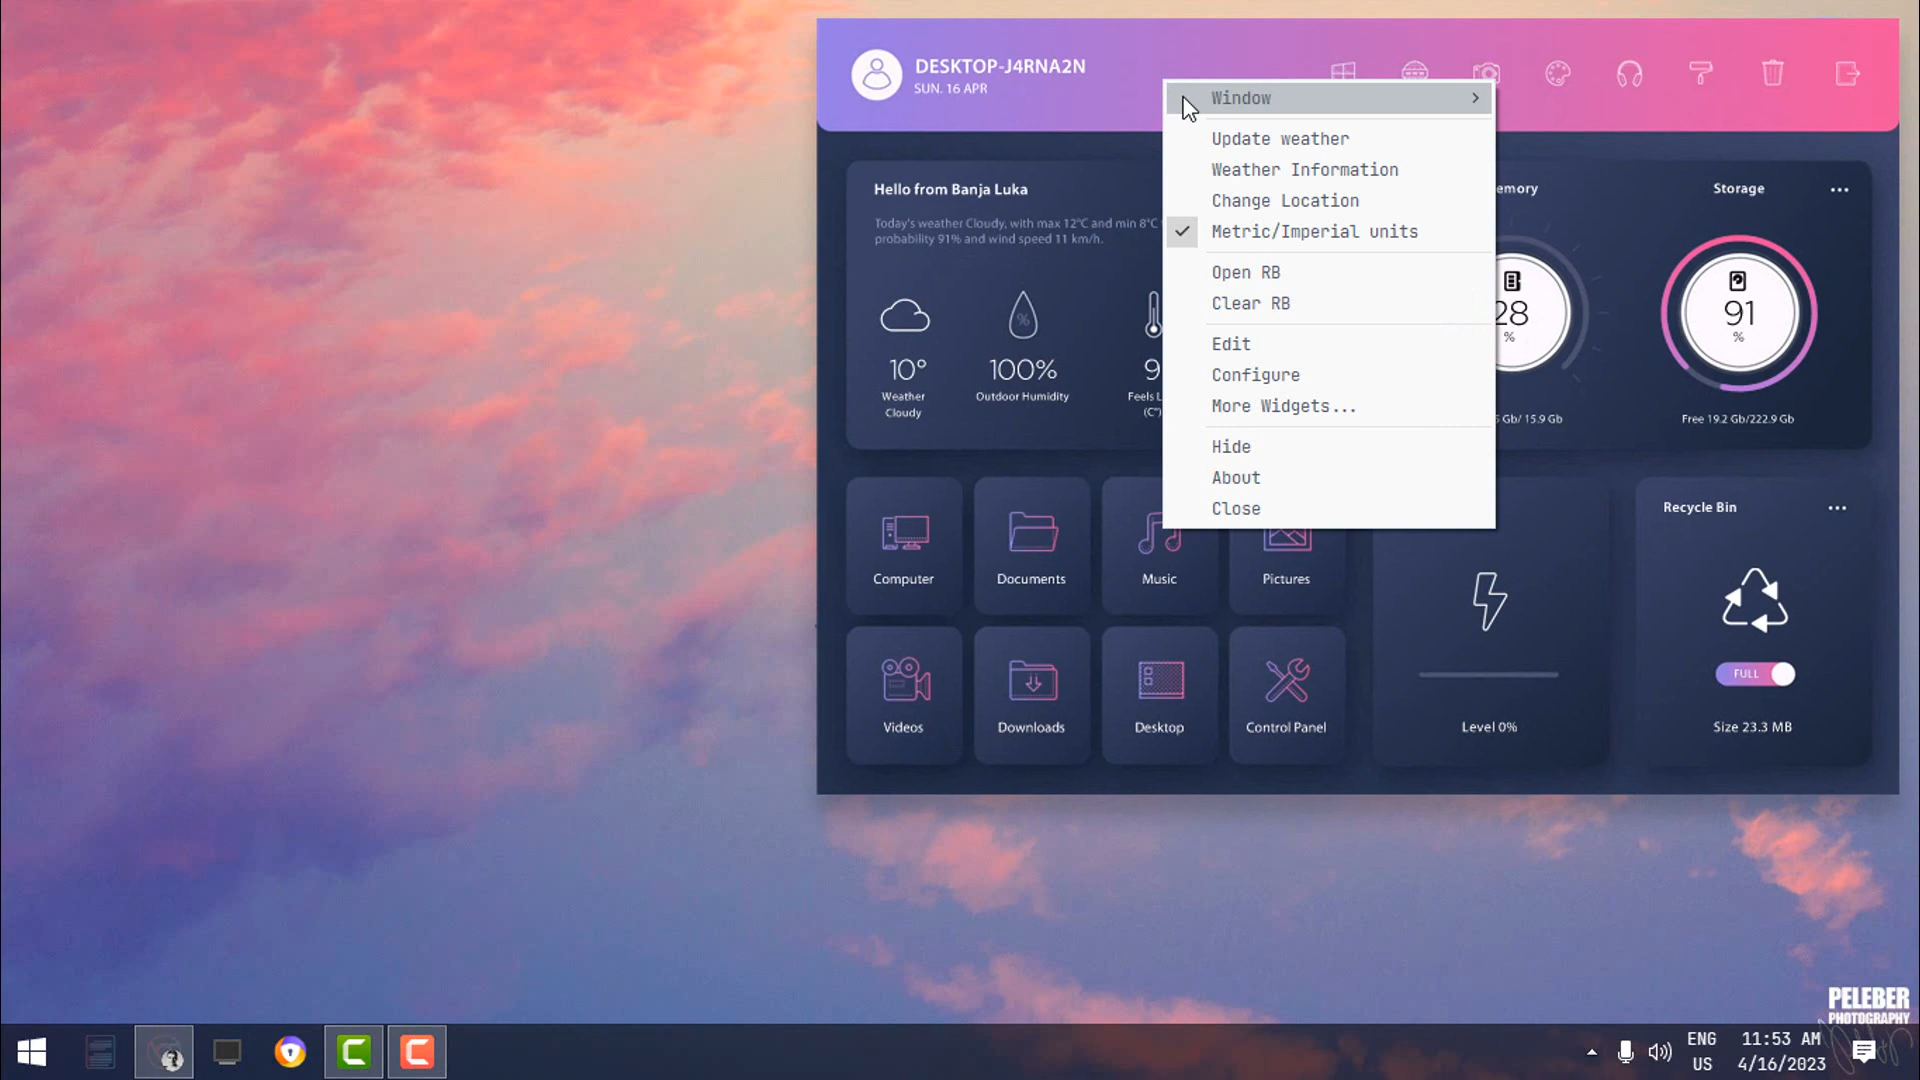 DESKTOP-J4RNA2N
SUN. 16 APR
Window
Update weather
Weather Information
Change Location
Metric/Imperial units
Open RB
Clear RB
Edit
Configure
More Widgets...
Hide
About
Close
Hello from Banja Luka
Today's weather Cloudy, with max 12°C and min 8°C
probability 91% and wind speed 11 km/h.
%
10°
Weather
Cloudy
100%
Outdoor Humidity
9
Feels L
(C°)
emory
28
%
Gb/ 15.9 Gb
Storage
91
%
Free 19.2 Gb/222.9 Gb
Computer
Documents
Music
Pictures
Videos
Downloads
Desktop
Control Panel
Level 0%
Recycle Bin
FULL
Size 23.3 MB
PELEBER
PHOTOGRAPHY
ENG
US
11:53 AM
4/16/2023